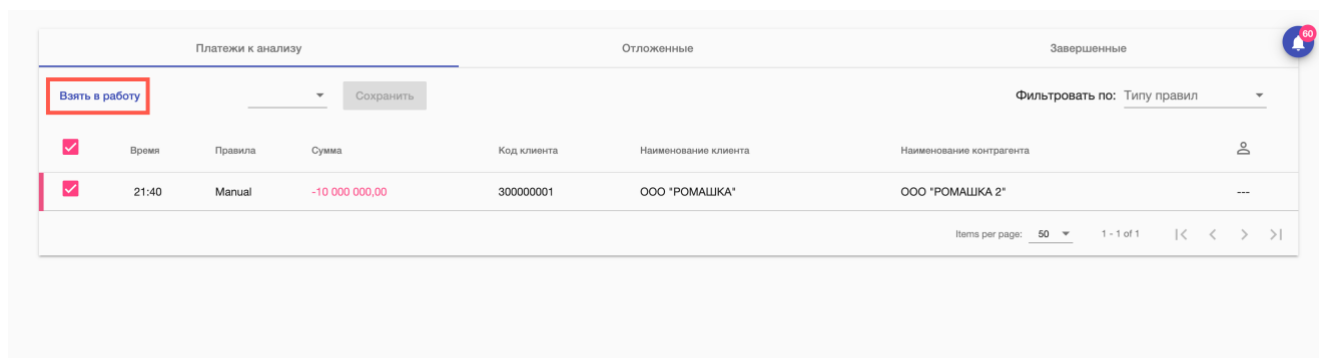 Платежи к анализу Отложенные Завершенные 60
Взять в работу Сохранить Фильтровать по: Типу правил
Время Правила Сумма Код клиента Наименование клиента Наименование контрагента
21:40 Manual -10 000 000,00 300000001 ООО "РОМАШКА" ООО "РОМАШКА 2" ---
Items per page: 50 1 - 1 of 1